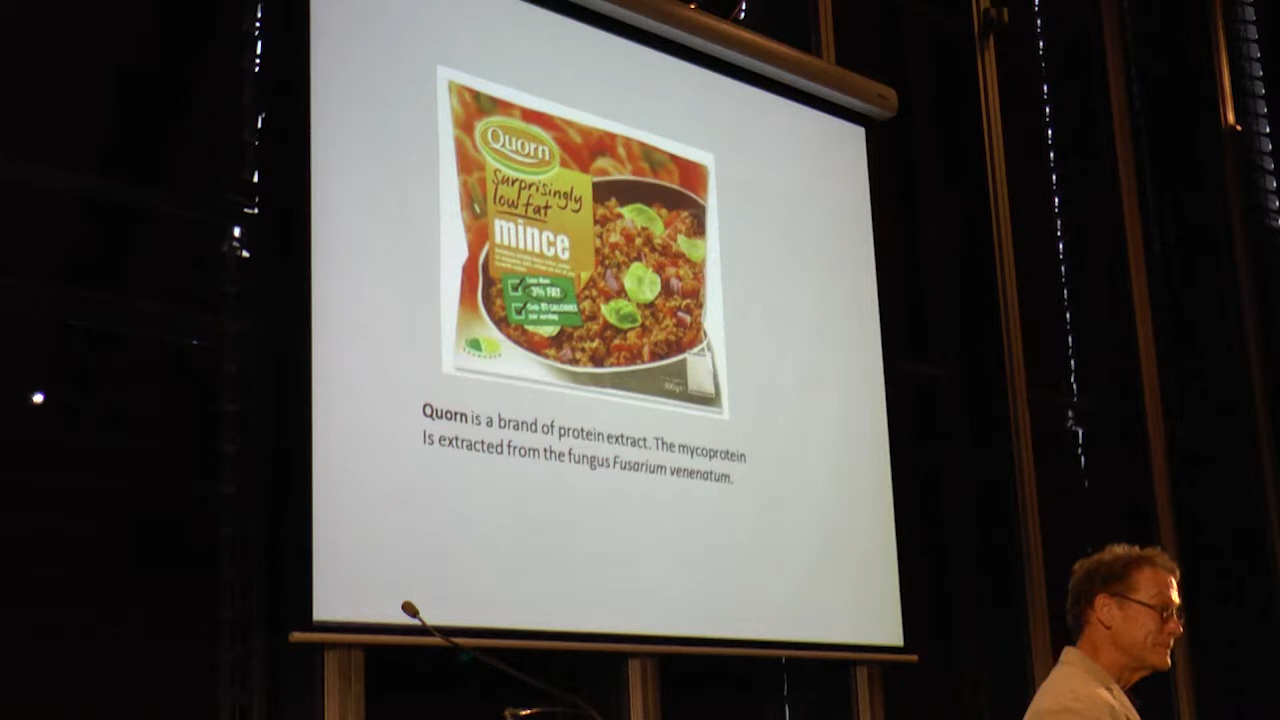 Quorn
Surprisingly
low fat
mince
3% FAT
Quorn is a brand of protein extract. The mycoprotein
Is extracted from the fungus Fusarium venenatum.